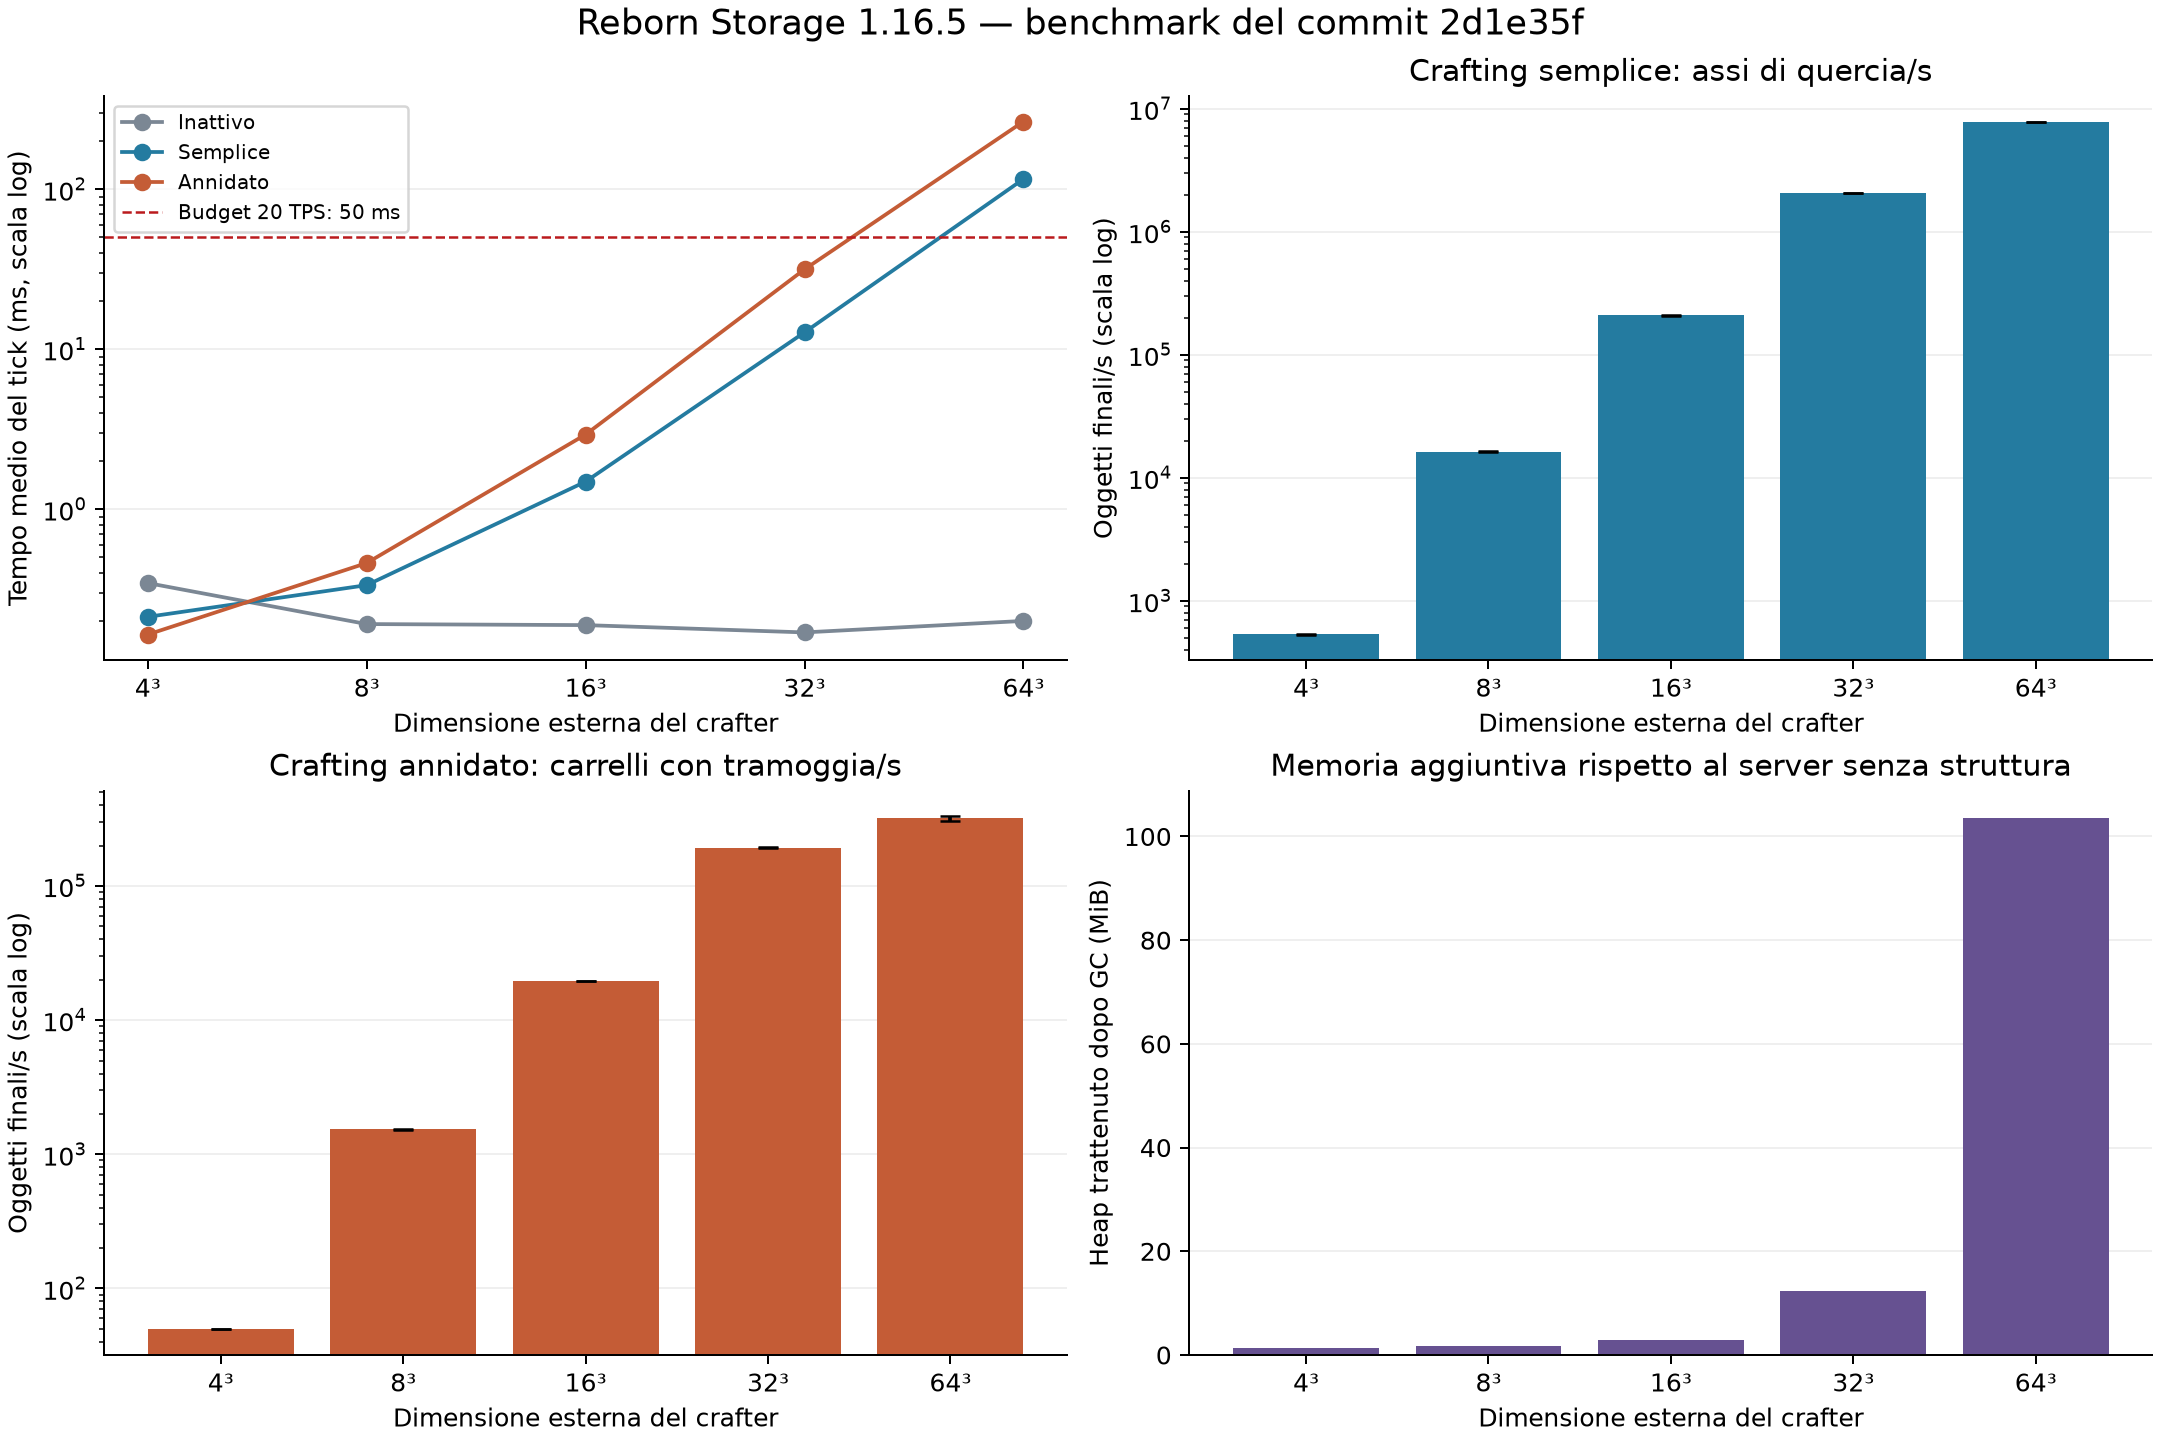 Reborn Storage 1.16.5 — benchmark del commit 2d1e35f
Inattivo
Semplice
Annidato
Budget 20 TPS: 50 ms
Tempo medio del tick (ms, scala log)
10²
10¹
10⁰
4³ 8³ 16³ 32³ 64³
Dimensione esterna del crafter
Crafting semplice: assi di quercia/s
Oggetti finali/s (scala log)
10⁷
10⁶
10⁵
10⁴
10³
4³ 8³ 16³ 32³ 64³
Dimensione esterna del crafter
Crafting annidato: carrelli con tramoggia/s
Oggetti finali/s (scala log)
10⁵
10⁴
10³
10²
4³ 8³ 16³ 32³ 64³
Dimensione esterna del crafter
Memoria aggiuntiva rispetto al server senza struttura
Heap trattenuto dopo GC (MiB)
100
80
60
40
20
0
4³ 8³ 16³ 32³ 64³
Dimensione esterna del crafter